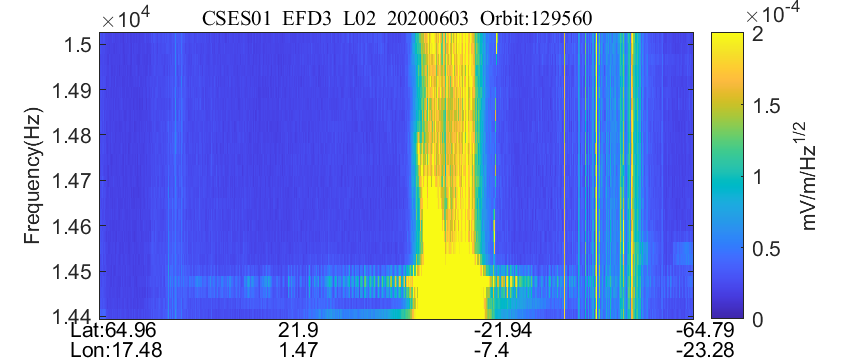 ×10⁴ CSES01 EFD3 L02 20200603 Orbit:129560 ×10⁻⁴
1.5
1.49
1.48
1.47
1.46
1.45
1.44
Frequency(Hz)
Lat:64.96 21.9 -21.94 -64.79
Lon:17.48 1.47 -7.4 -23.28
2
1.5
1
0.5
0
mV/m/Hz^1/2